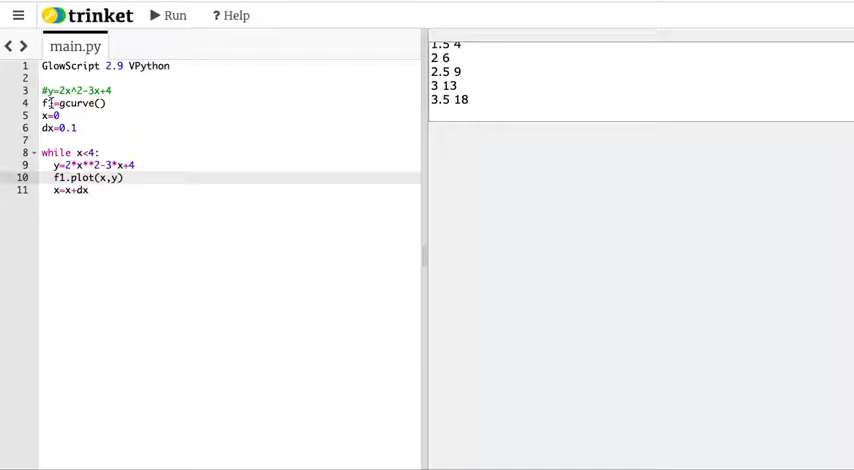 trinket
Run
? Help
main.py
1 GlowScript 2.9 VPython
2
3 #y=2x^2-3x+4
4 f1=gcurve()
5 x=0
6 dx=0.1
7
8 while x<4:
9 y=2*x**2-3*x+4
10 f1.plot(x,y)
11 x=x+dx
1.5 4
2 6
2.5 9
3 13
3.5 18